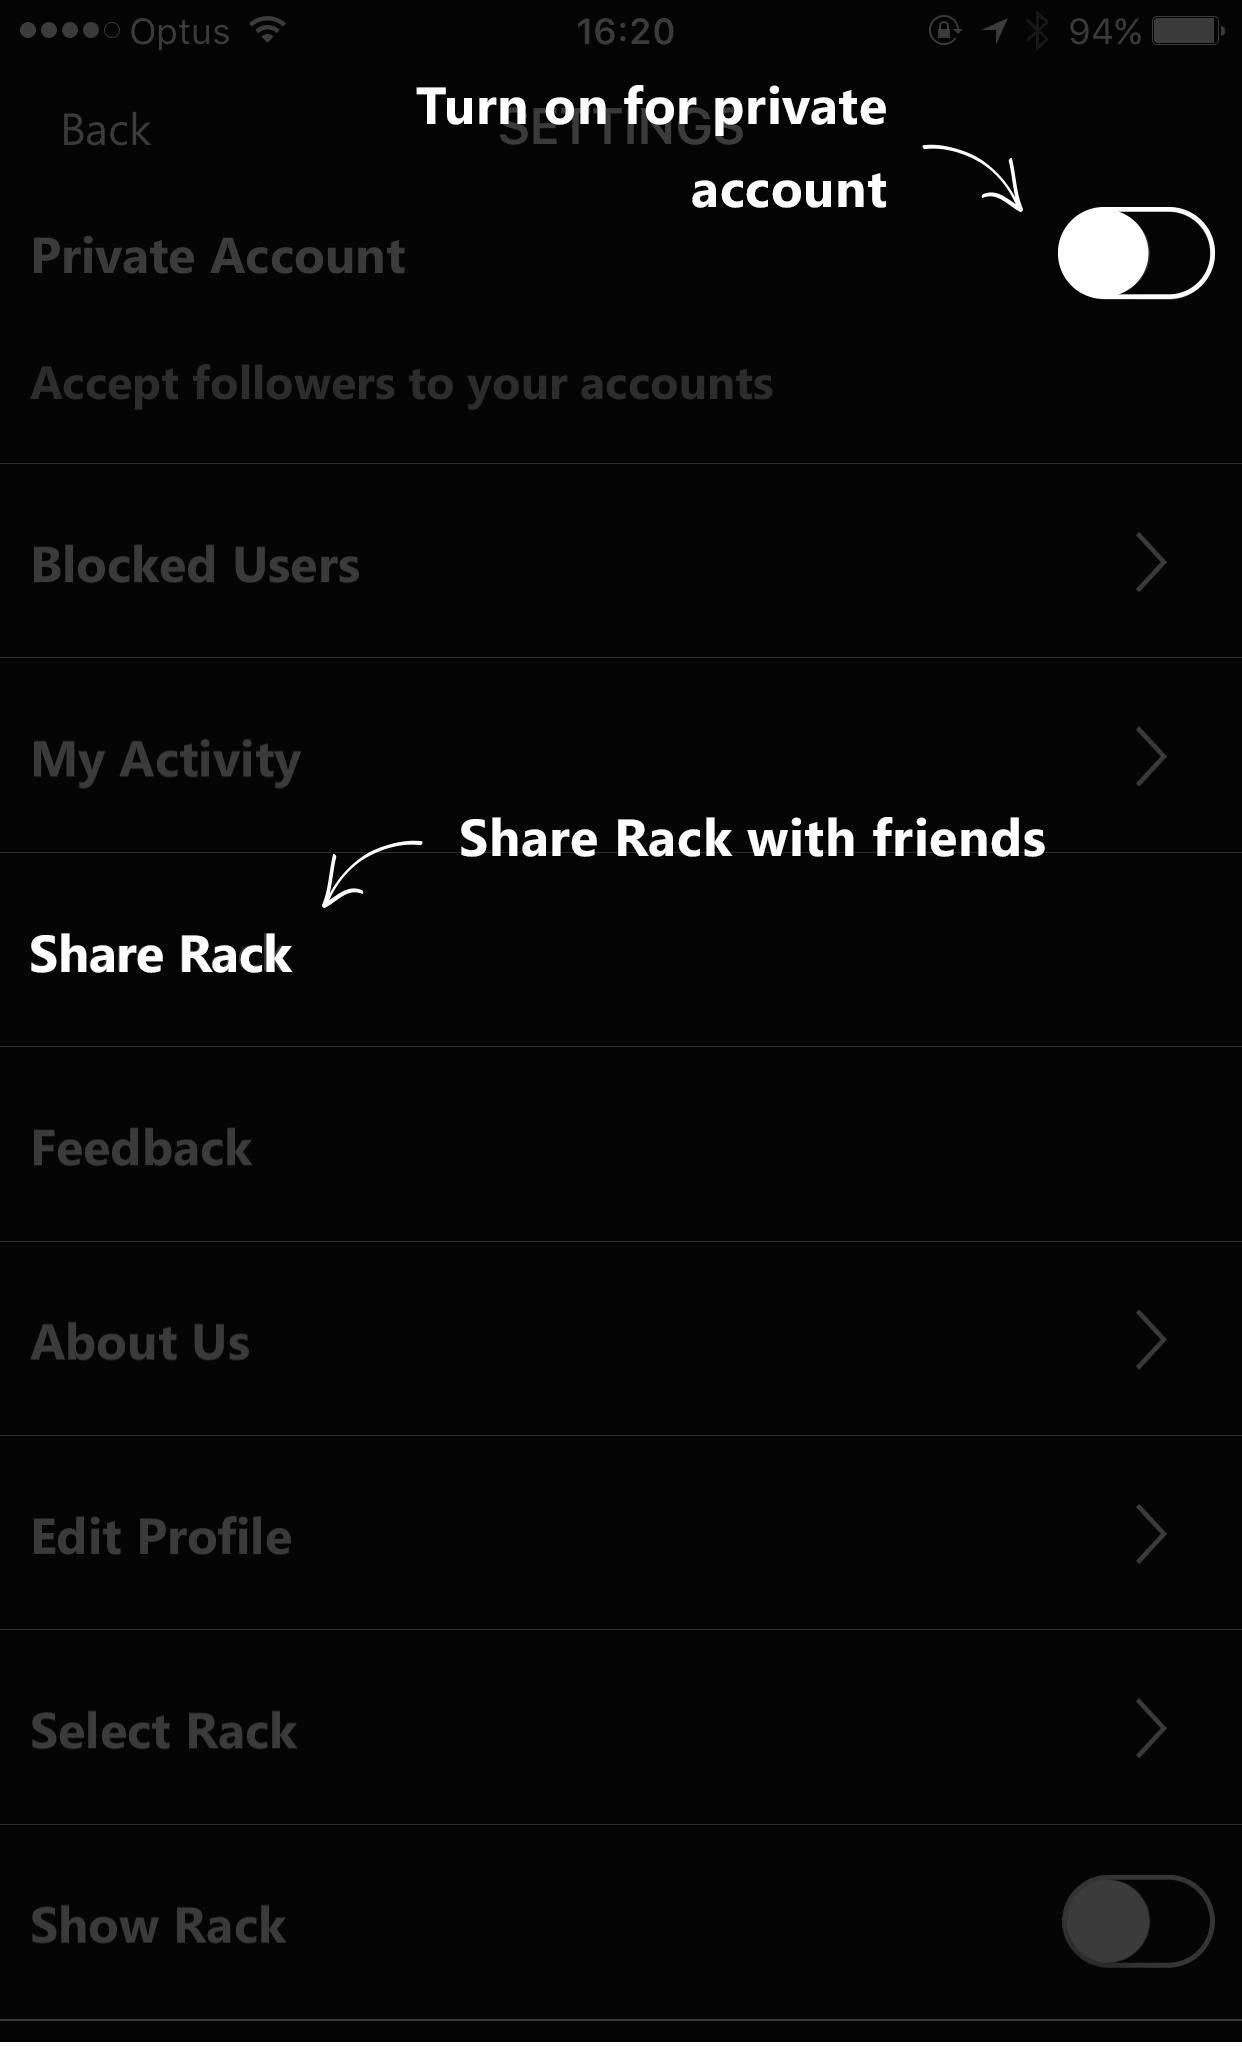 Optus 16:20 94%
Turn on for private
Back SETTINGS
account
Private Account
Accept followers to your accounts
Blocked Users
My Activity
Share Rack with friends
Share Rack
Feedback
About Us
Edit Profile
Select Rack
Show Rack